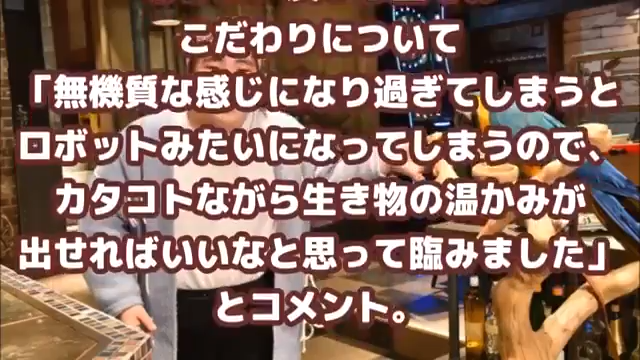 こだわりについて
「無機質な感じになり過ぎてしまうと
ロボットみたいになってしまうので、
カタコトながら生き物の温かみが
出せればいいなと思って臨みました」
とコメント。